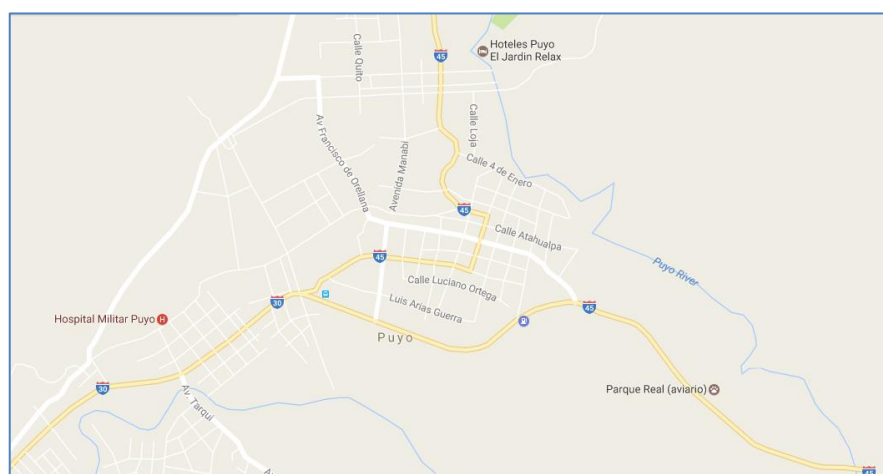 45
Hoteles Puyo
El Jardin Relax
Calle Quito
Av Francisco de Orellana
Avenida Manabí
Calle Loja
Calle 4 de Enero
45
Calle Atahualpa
45
Puyo River
Calle Luciano Ortega
30
Luis Arias Guerra
45
Hospital Militar Puyo
H
Puyo
30
Av. Tarqui
Parque Real (aviario)
45